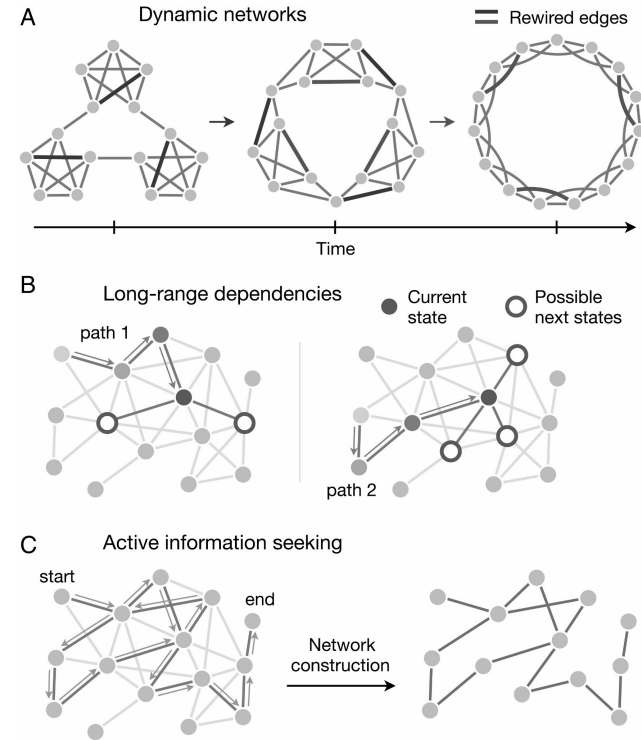 A
Dynamic networks
Rewired edges
Time
B
Long-range dependencies
Current
state
Possible
next states
path 1
path 2
C
Active information seeking
start
end
Network
construction